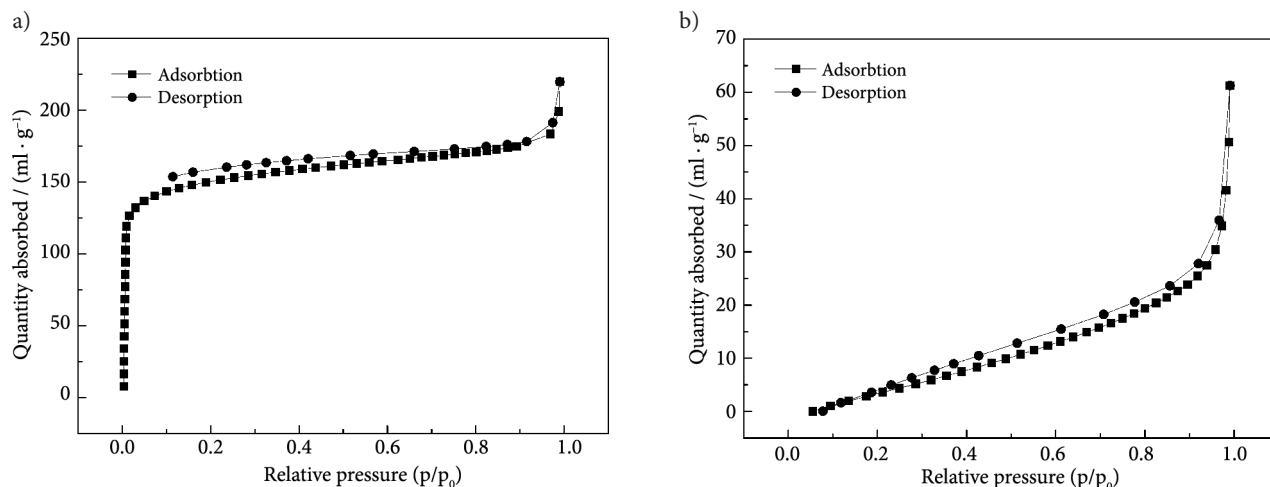 a)
250
200
150
100
50
0
Quantity absorbed / (ml · g⁻¹)
Adsorbtion
Desorption
0.0 0.2 0.4 0.6 0.8 1.0
Relative pressure (p/p₀)
b)
70
60
50
40
30
20
10
0
Quantity absorbed / (ml · g⁻¹)
Adsorbtion
Desorption
0.0 0.2 0.4 0.6 0.8 1.0
Relative pressure (p/p₀)